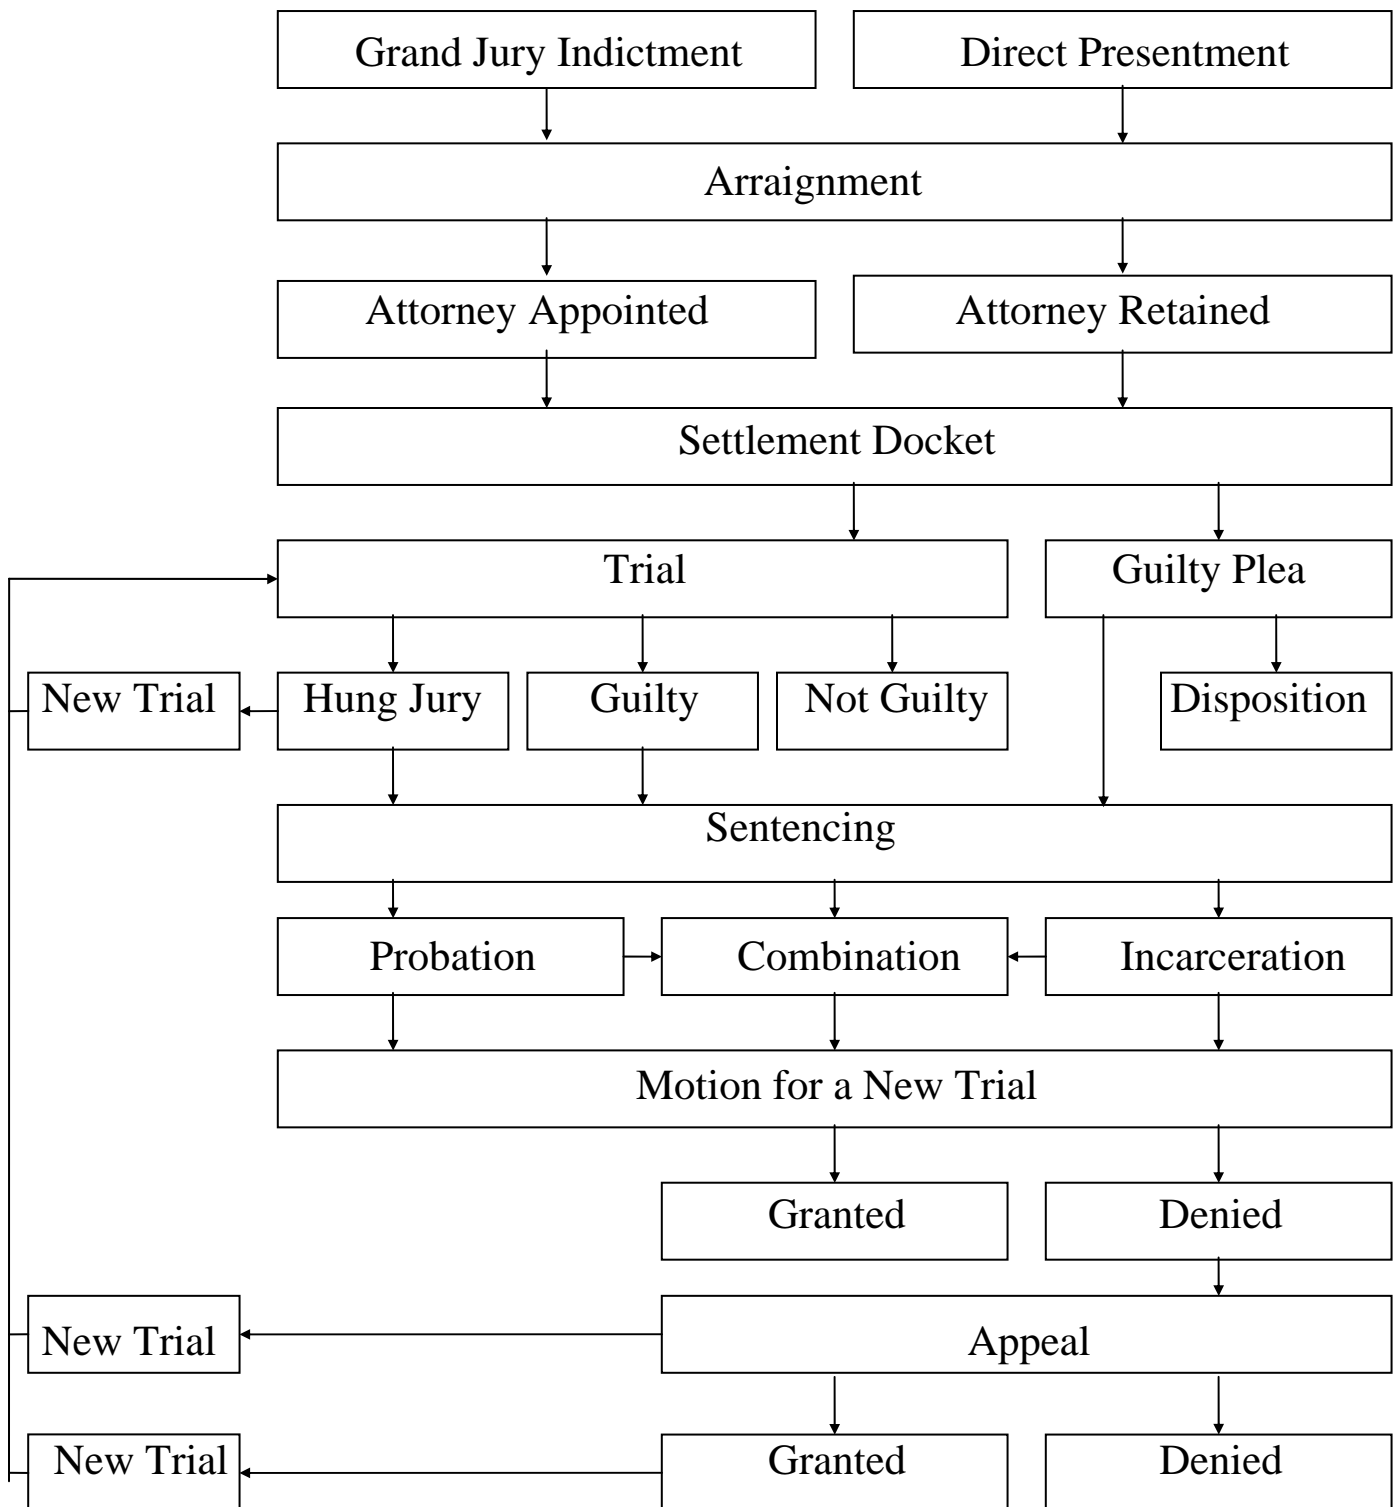 Grand Jury Indictment
Direct Presentment
Arraignment
Attorney Appointed
Attorney Retained
Settlement Docket
Trial
Guilty Plea
New Trial
Hung Jury
Guilty
Not Guilty
Disposition
Sentencing
Probation
Combination
Incarceration
Motion for a New Trial
Granted
Denied
New Trial
Appeal
New Trial
Granted
Denied